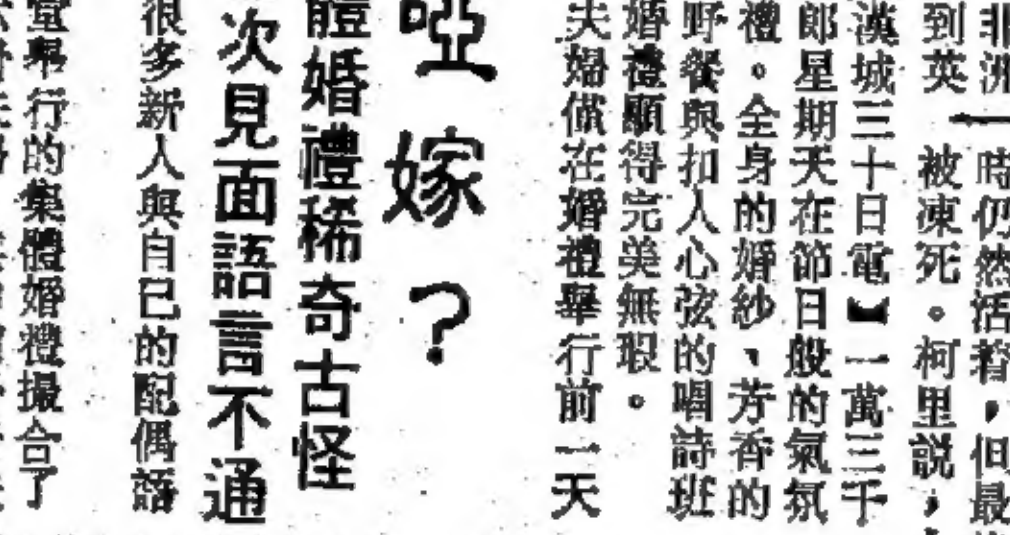 非洲一時仍然活着，但最
到英　被凍死。柯里說，
漢城三十日電】一萬三千
郎星期天在節日般的氣氛
禮。全身的婚紗、芳香的
野餐與扣人心弦的唱詩班
婚禮顯得完美無瑕。
夫婦僅在婚禮舉行前一天
啞嫁？
體婚禮稀奇古怪
次見面語言不通
很多新人與自已的配偶語
堂舉行的集體婚禮撮合了